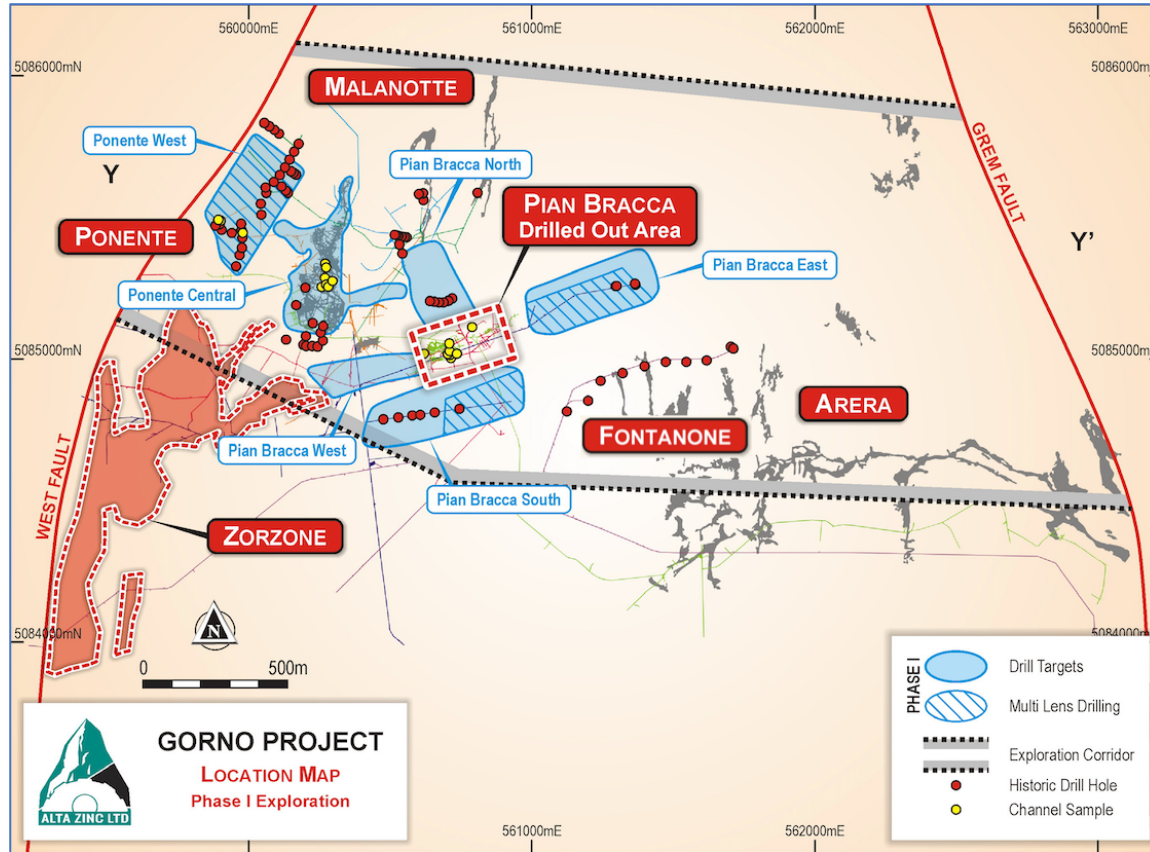 560000mE
561000mE
562000mE
563000mE
5086000mN
5086000mN
MALANOTTE
Ponente West
Pian Bracca North
Y
PIAN BRACCA
Drilled Out Area
GREM FAULT
PONENTE
Y'
Pian Bracca East
Ponente Central
5085000mN
5085000mN
ARERA
FONTANONE
Pian Bracca West
WEST FAULT
Pian Bracca South
ZORZONE
5084000mN
5084000mN
N
0
500m
PHASE I
Drill Targets
Multi Lens Drilling
Exploration Corridor
Historic Drill Hole
Channel Sample
GORNO PROJECT
LOCATION MAP
Phase I Exploration
ALTA ZINC LTD
560000mE
561000mE
562000mE
563000mE